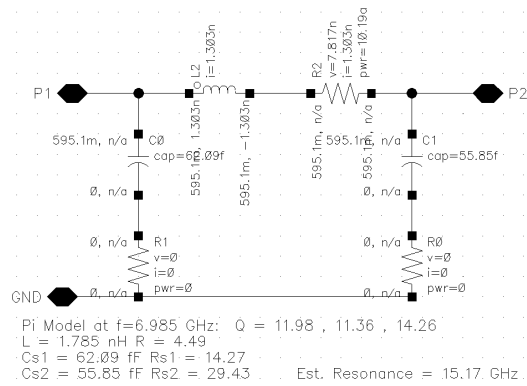 L2
i=1.303n
R2
v=7.817n
i=1.303n
pwr=10.19a
P1
P2
595.1m, 1.303n
595.1m, -1.303n
595.1m, n/a
595.1m, n/a
595.1m, n/a
C0
cap=62.09f
595.1m, n/a
C1
cap=55.85f
0, n/a
0, n/a
0, n/a
R1
v=0
i=0
pwr=0
0, n/a
R0
v=0
i=0
pwr=0
GND
0, n/a
0, n/a
Pi Model at f=6.985 GHz: Q = 11.98 , 11.36 , 14.26
L = 1.785 nH R = 4.49
Cs1 = 62.09 fF Rs1 = 14.27
Cs2 = 55.85 fF Rs2 = 29.43 Est. Resonance = 15.17 GHz